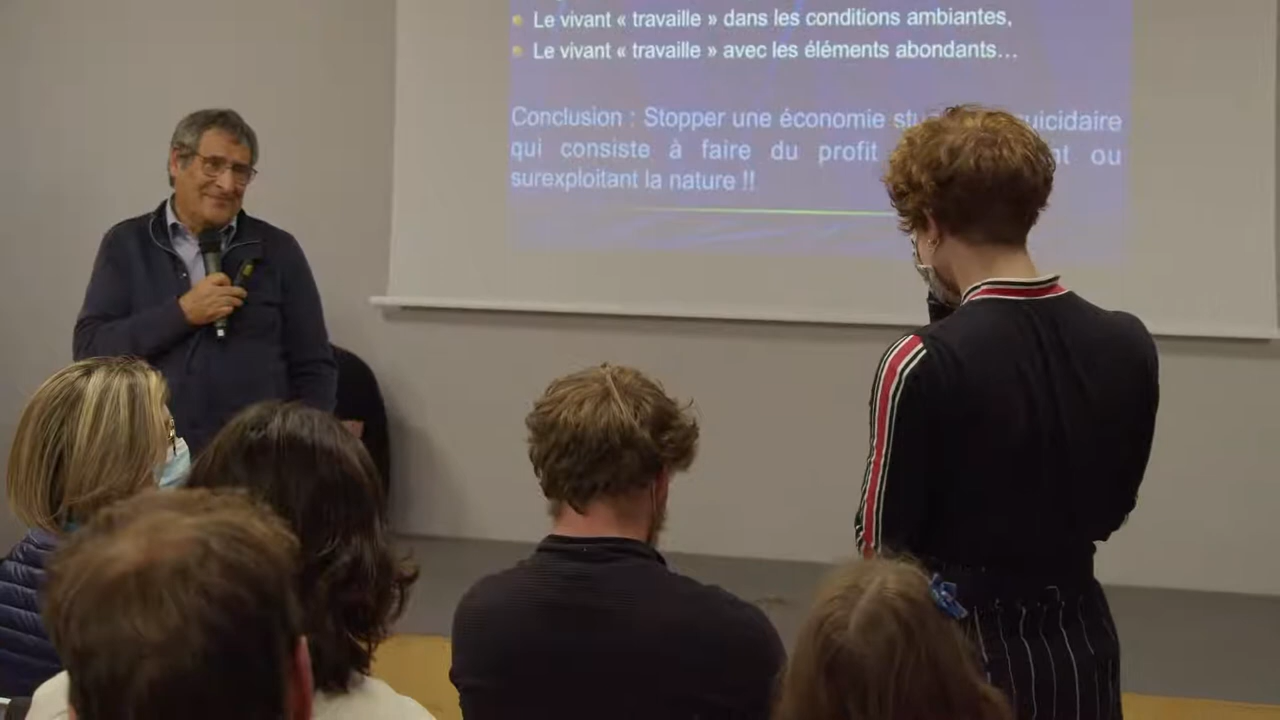 Le vivant « travaille » dans les conditions ambiantes,
Le vivant « travaille » avec les éléments abondants…
Conclusion : Stopper une économie
qui consiste à faire du profit ou
surexploitant la nature !!